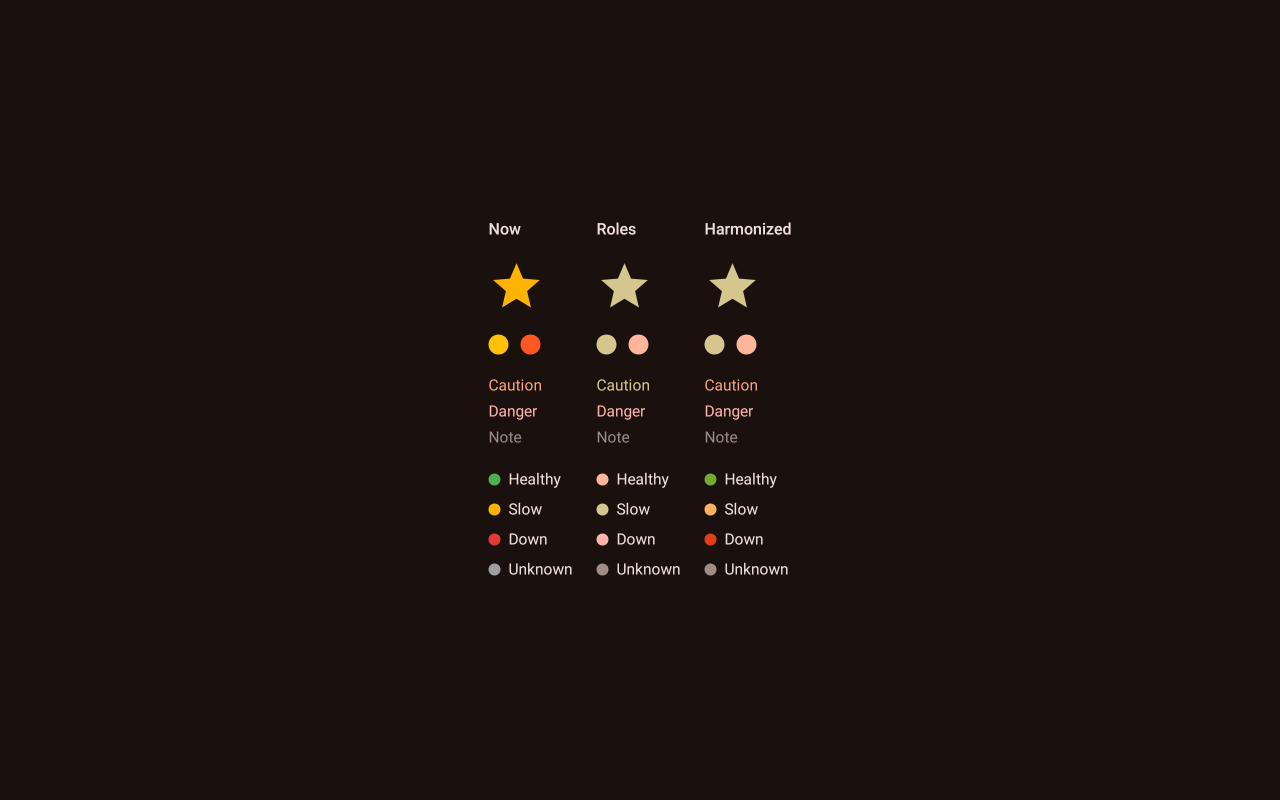 Now Roles Harmonized
Caution Caution Caution
Danger Danger Danger
Note Note Note
Healthy Healthy Healthy
Slow Slow Slow
Down Down Down
Unknown Unknown Unknown